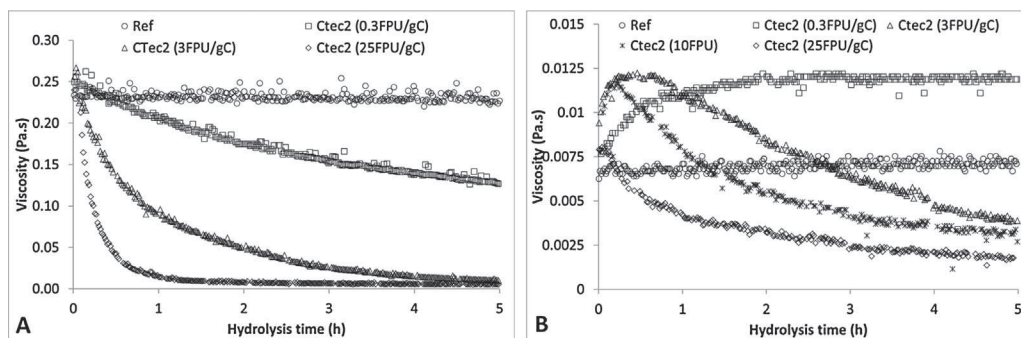 Ref Ctec2 (0.3FPU/gC)
CTec2 (3FPU/gC) Ctec2 (25FPU/gC)
0.30
0.25
0.20
0.15
0.10
0.05
0.00
Viscosity (Pa.s)
0 1 2 3 4 5
Hydrolysis time (h)
A
Ref Ctec2 (0.3FPU/gC) Ctec2 (3FPU/gC)
Ctec2 (10FPU) Ctec2 (25FPU/gC)
0.015
0.0125
0.01
0.0075
0.005
0.0025
0
Viscosity (Pa.s)
0 1 2 3 4 5
Hydrolysis time (h)
B